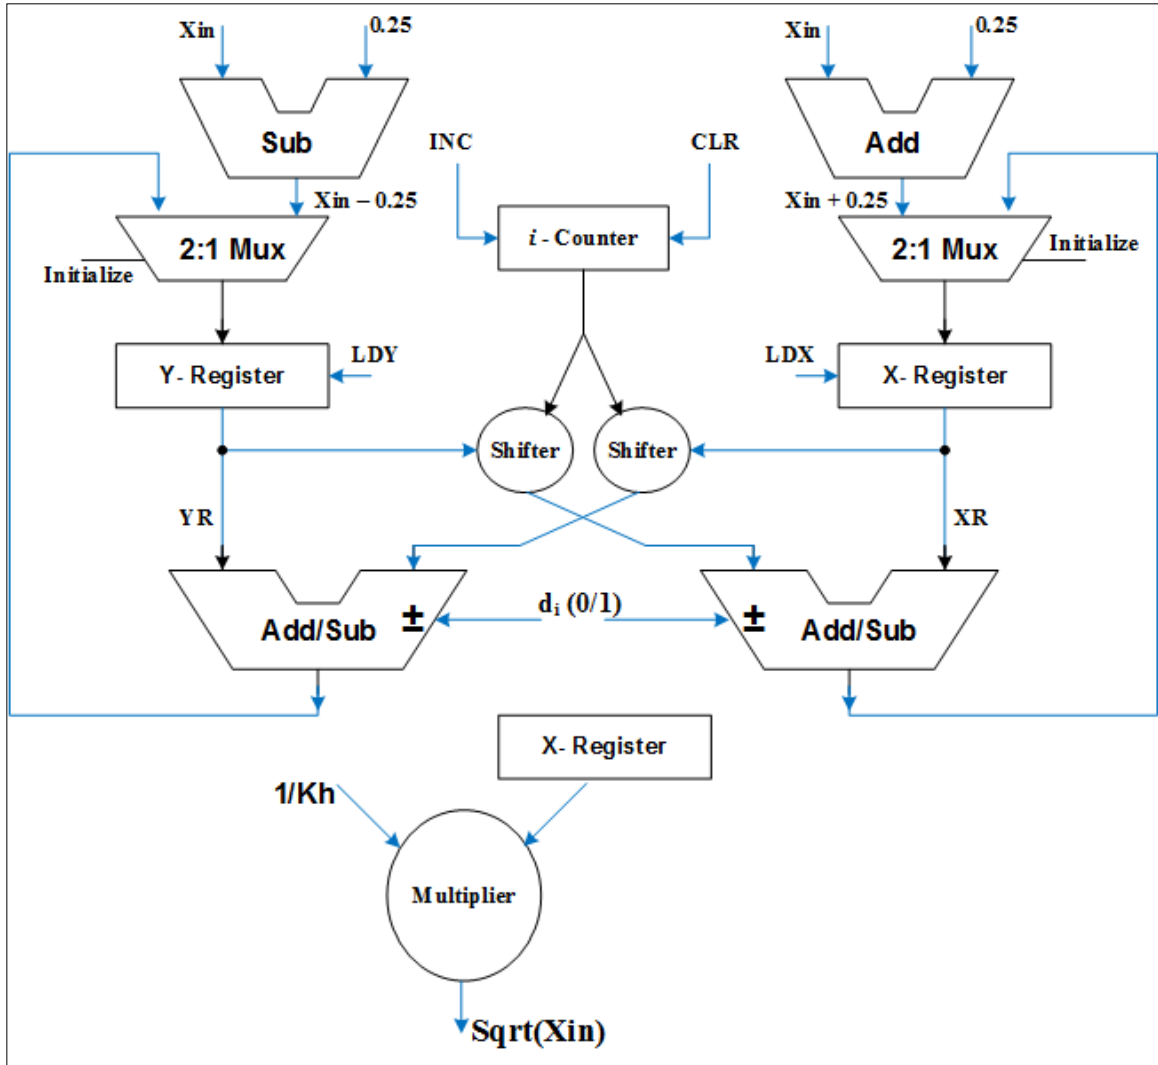 Xin
0.25
Xin
0.25
Sub
INC
CLR
Add
Xin – 0.25
Xin + 0.25
2:1 Mux
i - Counter
2:1 Mux
Initialize
Initialize
Y- Register
LDY
LDX
X- Register
Shifter
Shifter
YR
XR
Add/Sub
±
di (0/1)
±
Add/Sub
X- Register
1/Kh
Multiplier
Sqrt(Xin)